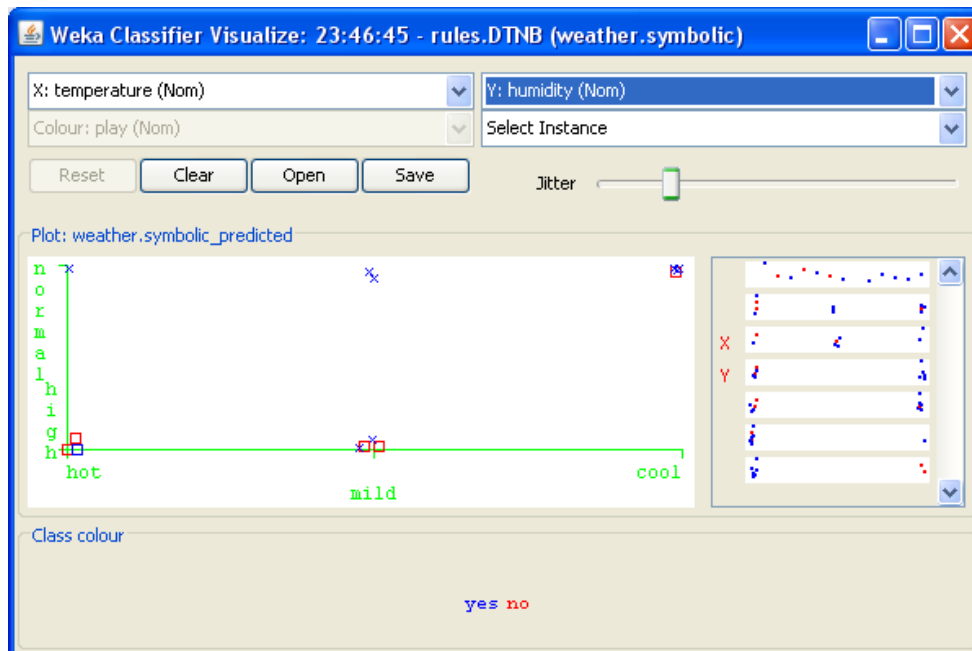 Weka Classifier Visualize: 23:46:45 - rules.DTNB (weather.symbolic)
X: temperature (Nom)
Y: humidity (Nom)
Colour: play (Nom)
Select Instance
Reset
Clear
Open
Save
Jitter
Plot: weather.symbolic_predicted
normal
high
hot
mild
cool
X
Y
Class colour
yes no